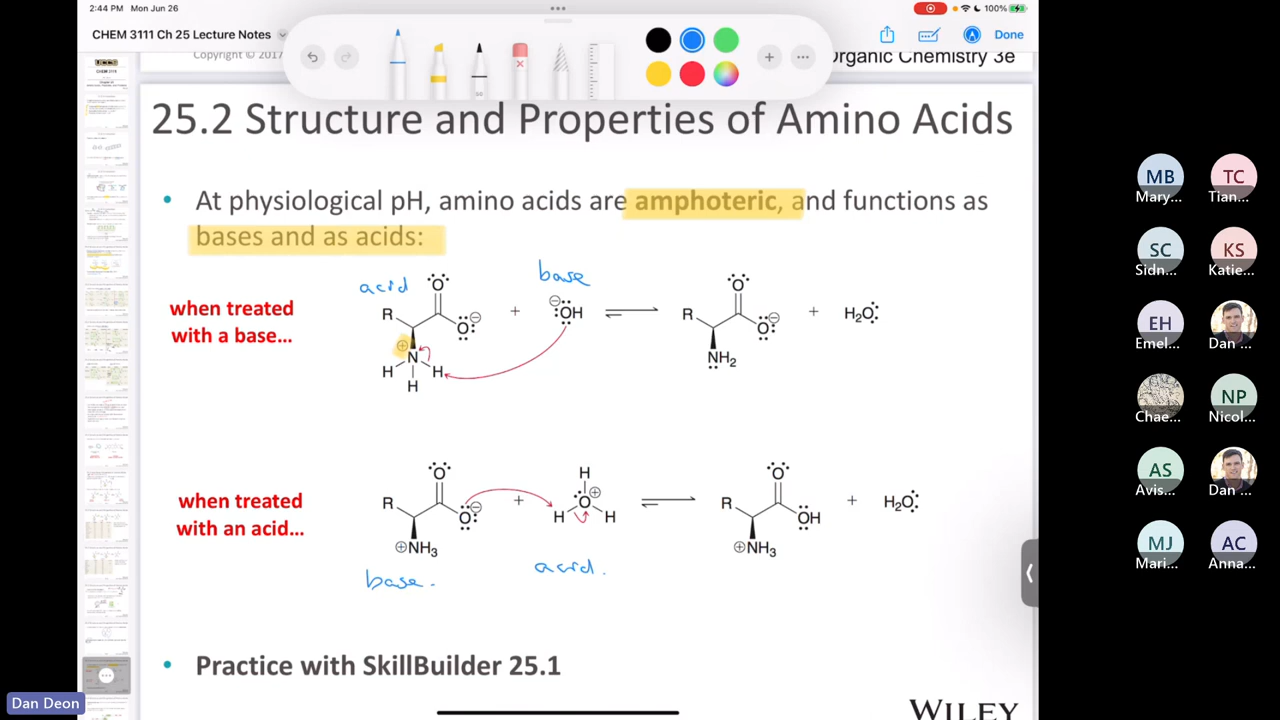 2:44 PM Mon Jun 26
100%
CHEM 3111 Ch 25 Lecture Notes
Done
Copyright © 2017
Organic Chemistry 3e
25.2 Structure and Properties of Amino Acids
• At physiological pH, amino acids are amphoteric, and functions as
bases and as acids:
acid
base
when treated
with a base...
R O O + OH R O O + H₂O
N H H H
NH₂
when treated
with an acid...
R O O + H O H H R O OH + H₂O
⊕NH₃
⊕NH₃
base.
acid.
• Practice with SkillBuilder 25.1
WILEY
Dan Deon
MB
Mary...
TC
Tian...
SC
Sidn...
KS
Katie...
EH
Emel...
Dan ...
Chae...
NP
Nicol...
AS
Avis...
Dan ...
MJ
Mari...
AC
Anna...